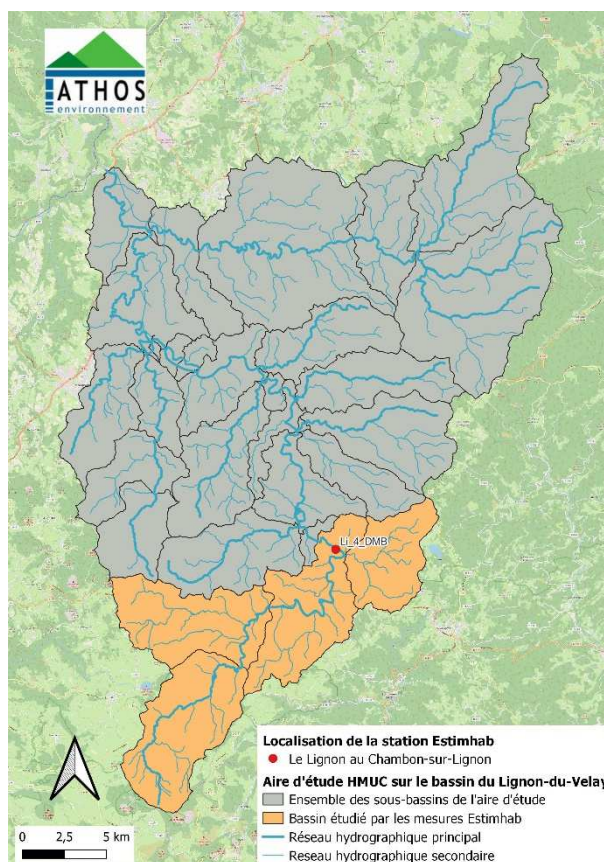 ATHOS
environnement
Li_4_DMB
Localisation de la station Estimhab
Le Lignon au Chambon-sur-Lignon
Aire d'étude HMUC sur le bassin du Lignon-du-Velay
Ensemble des sous-bassins de l'aire d'étude
Bassin étudié par les mesures Estimhab
Réseau hydrographique principal
Reseau hydrographique secondaire
0 2,5 5 km